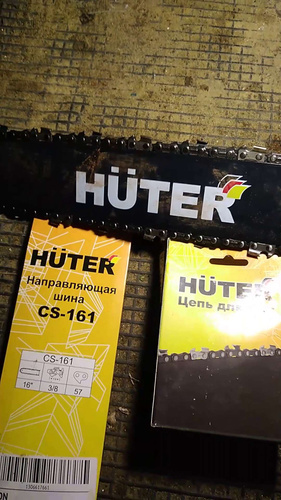 HÜTER
HÜTER
Направляющая
шина
CS-161
CS-161
16"
3/8
57
HÜTER
Цепь для